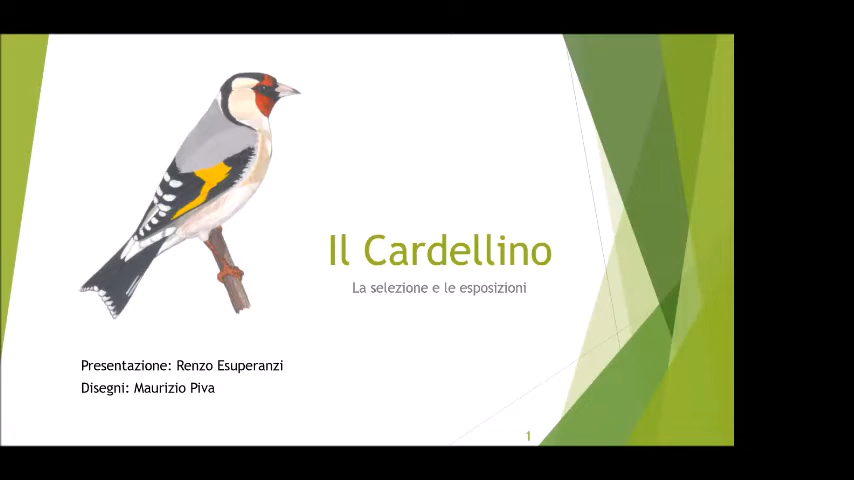 Il Cardellino
La selezione e le esposizioni
Presentazione: Renzo Esuperanzi
Disegni: Maurizio Piva
1